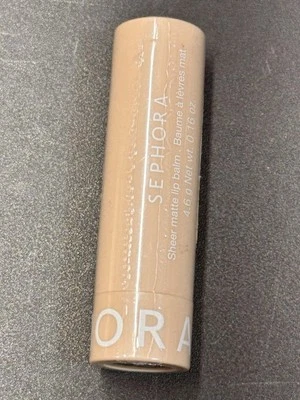 SEPHORA
Sheer matte lip balm . Baume à lèvres mat
4.6 g Net wt. 0.16 oz
ORA